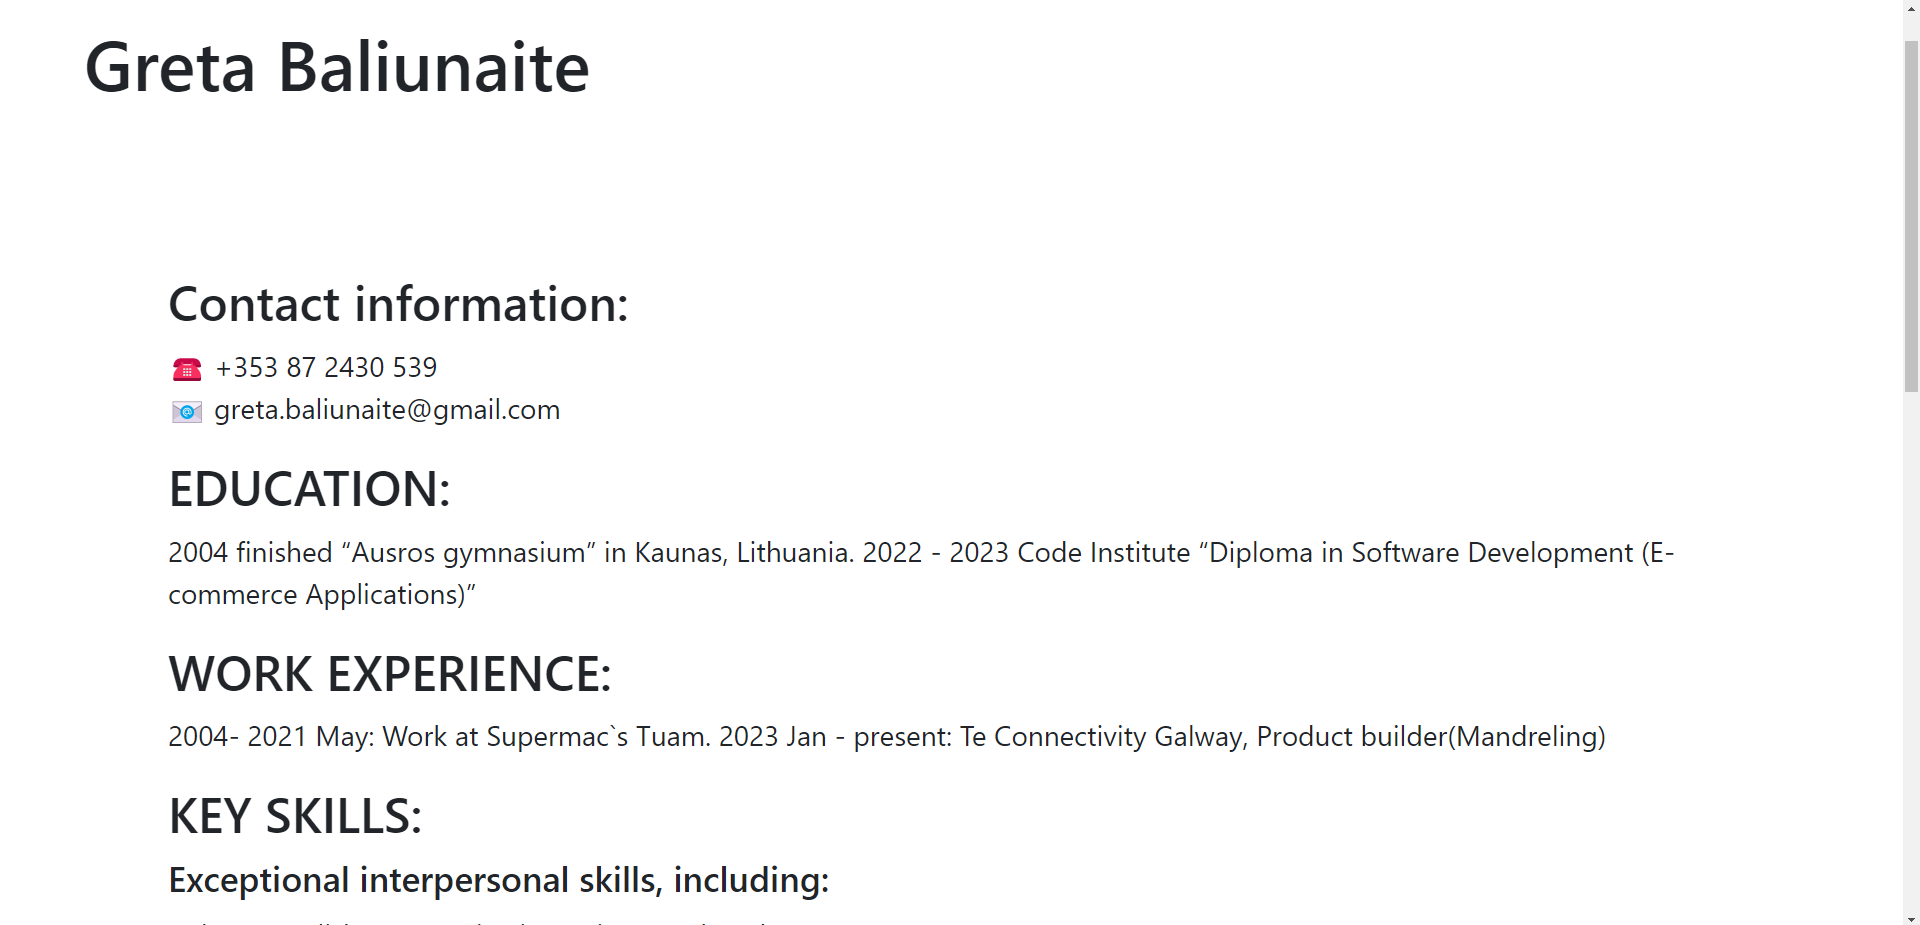 Greta Baliunaite
Contact information:
☎️ +353 87 2430 539
📧 greta.baliunaite@gmail.com
EDUCATION:
2004 finished “Ausros gymnasium” in Kaunas, Lithuania. 2022 - 2023 Code Institute “Diploma in Software Development (E-
commerce Applications)”
WORK EXPERIENCE:
2004- 2021 May: Work at Supermac`s Tuam. 2023 Jan - present: Te Connectivity Galway, Product builder(Mandreling)
KEY SKILLS:
Exceptional interpersonal skills, including: